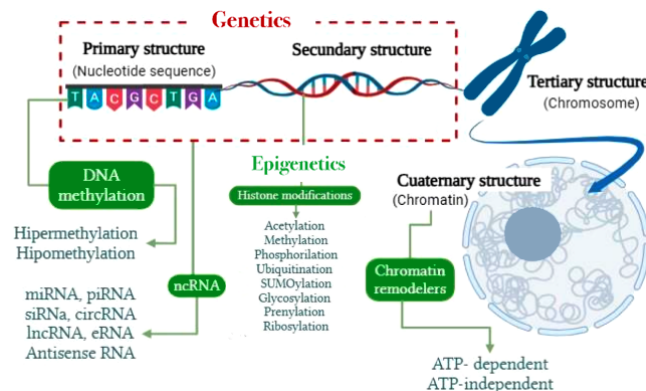 Genetics
Primary structure
(Nucleotide sequence)
Secundary structure
Tertiary structure
(Chromosome)
T A C G C T G A
Epigenetics
DNA
methylation
Hipermethylation
Hipomethylation
ncRNA
miRNA, piRNA
siRNa, circRNA
lncRNA, eRNA
Antisense RNA
Histone modifications
Acetylation
Methylation
Phosphorilation
Ubiquitination
SUMOylation
Glycosylation
Prenylation
Ribosylation
Cuaternary structure
(Chromatin)
Chromatin
remodelers
ATP- dependent
ATP-independent